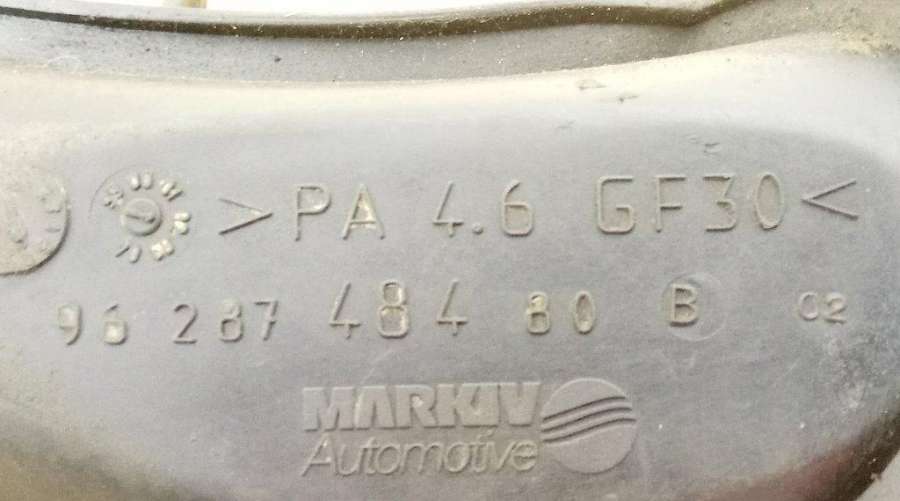 >PA 4.6 GF30<
96 287 484 80 B 02
MARKIV
Automotive